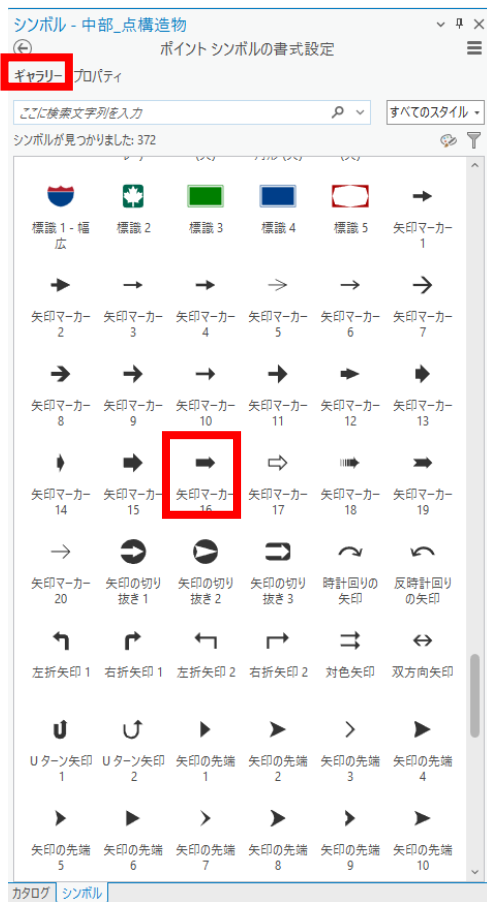 シンボル - 中部_点構造物
ポイント シンボルの書式設定
ギャラリー プロパティ
ここに検索文字列を入力 すべてのスタイル
シンボルが見つかりました: 372
標識 1 - 幅広 標識 2 標識 3 標識 4 標識 5 矢印マーカー 1
矢印マーカー 2 矢印マーカー 3 矢印マーカー 4 矢印マーカー 5 矢印マーカー 6 矢印マーカー 7
矢印マーカー 8 矢印マーカー 9 矢印マーカー 10 矢印マーカー 11 矢印マーカー 12 矢印マーカー 13
矢印マーカー 14 矢印マーカー 15 矢印マーカー 16 矢印マーカー 17 矢印マーカー 18 矢印マーカー 19
矢印マーカー 20 矢印の切り抜き 1 矢印の切り抜き 2 矢印の切り抜き 3 時計回りの矢印 反時計回りの矢印
左折矢印 1 右折矢印 1 左折矢印 2 右折矢印 2 対色矢印 双方向矢印
U ターン矢印 1 U ターン矢印 2 矢印の先端 1 矢印の先端 2 矢印の先端 3 矢印の先端 4
矢印の先端 5 矢印の先端 6 矢印の先端 7 矢印の先端 8 矢印の先端 9 矢印の先端 10
カタログ シンボル